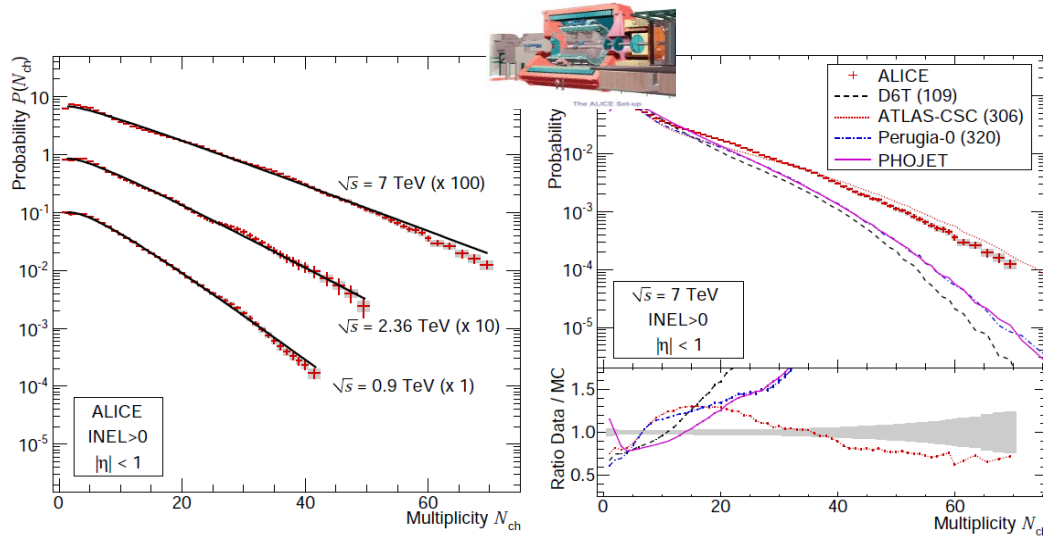 The ALICE Set-up
Probability P(N_ch)
10
1
10⁻¹
10⁻²
10⁻³
10⁻⁴
10⁻⁵
√s = 7 TeV (x 100)
√s = 2.36 TeV (x 10)
√s = 0.9 TeV (x 1)
ALICE
INEL>0
|η| < 1
0 20 40 60
Multiplicity N_ch
Probability
10⁻²
10⁻³
10⁻⁴
10⁻⁵
ALICE
D6T (109)
ATLAS-CSC (306)
Perugia-0 (320)
PHOJET
√s = 7 TeV
INEL>0
|η| < 1
Ratio Data / MC
1.5
1.0
0.5
0 20 40 60
Multiplicity N_ch